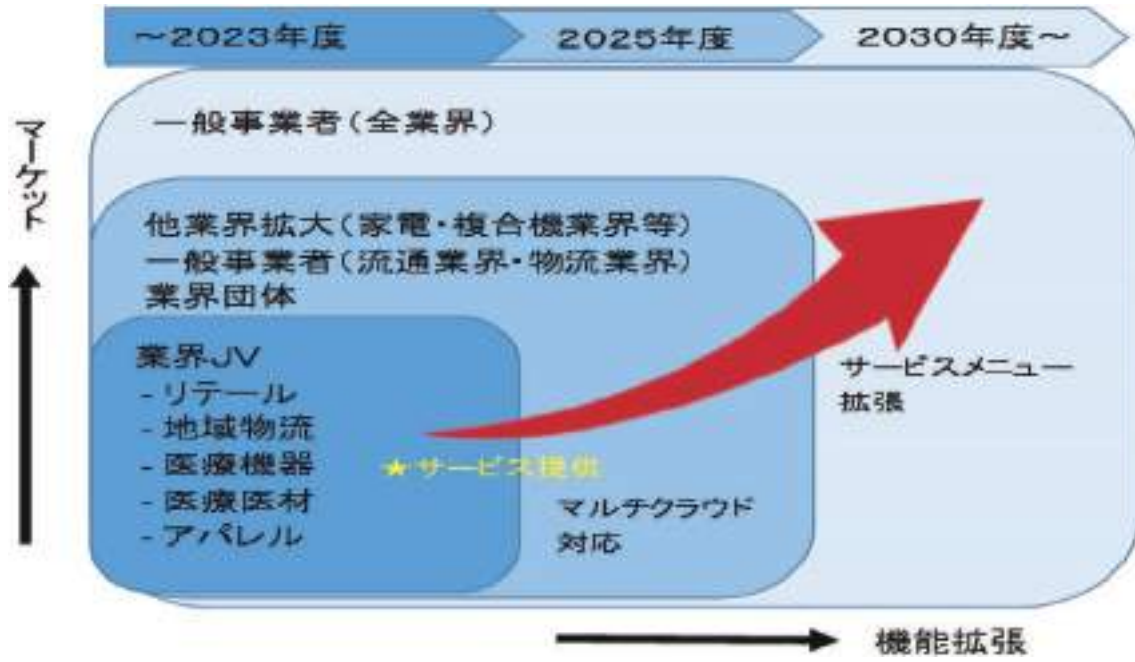 ～2023年度
2025年度
2030年度～
マーケット
一般事業者(全業界)
他業界拡大(家電・複合機業界等)
一般事業者(流通業界・物流業界)
業界団体
業界JV
- リテール
- 地域物流
- 医療機器
- 医療医材
- アパレル
★サービス提供
マルチクラウド
対応
サービスメニュー
拡張
機能拡張